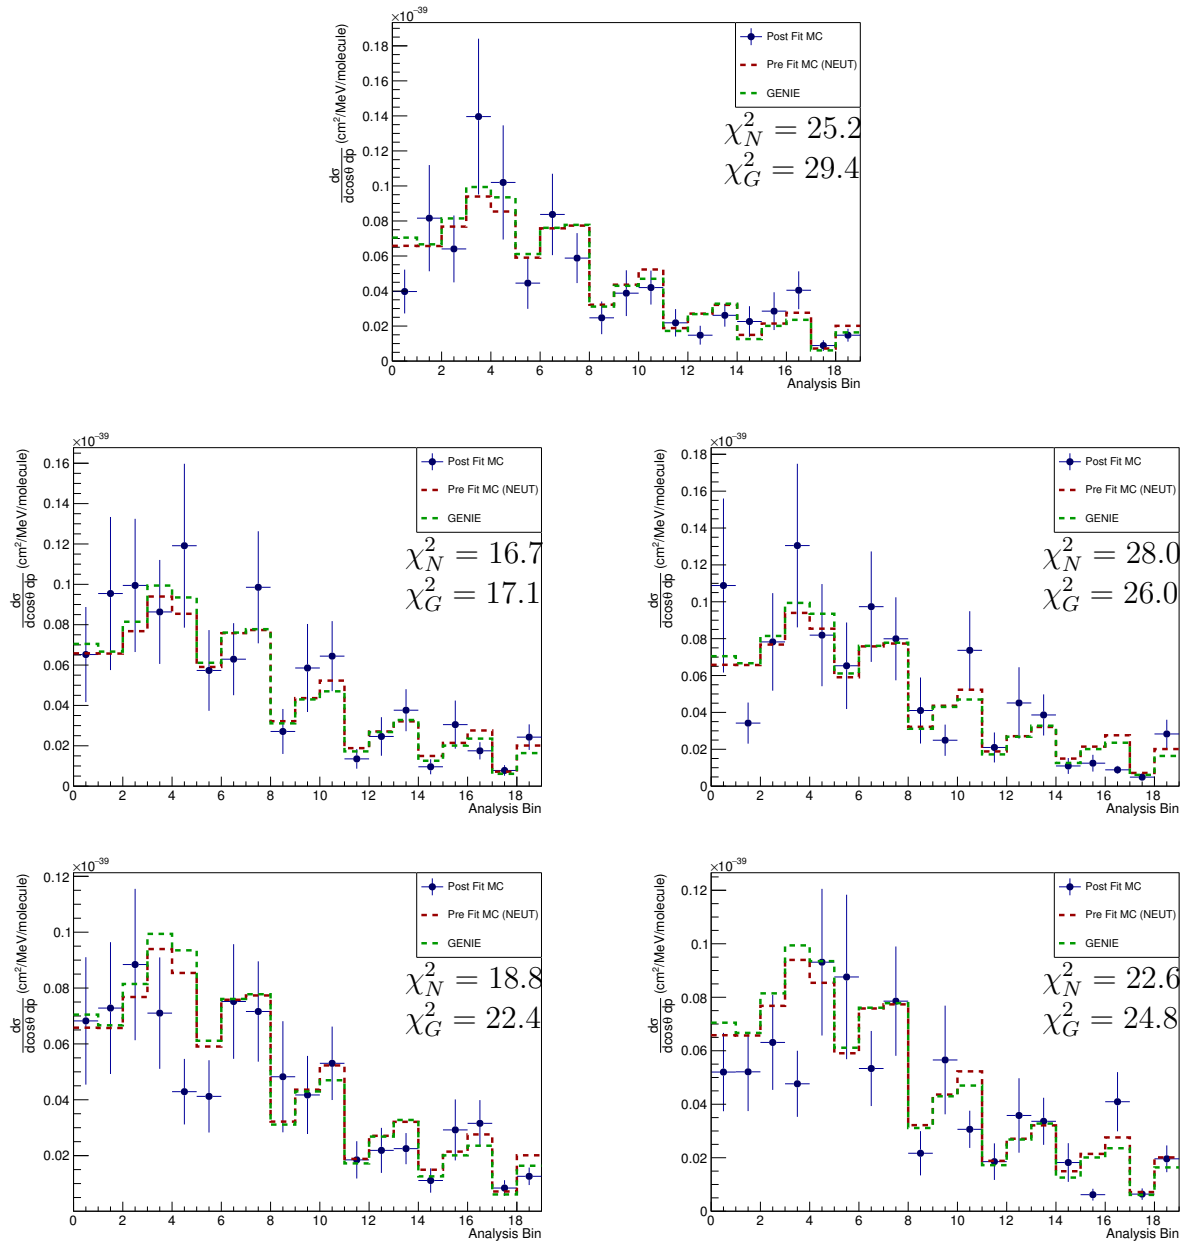 ×10⁻³⁹
dσ/dcosθ dp (cm²/MeV/molecule)
0.18
0.16
0.14
0.12
0.1
0.08
0.06
0.04
0.02
0
Post Fit MC
Pre Fit MC (NEUT)
GENIE
χ²_N = 25.2
χ²_G = 29.4
0 2 4 6 8 10 12 14 16 18
Analysis Bin
×10⁻³⁹
dσ/dcosθ dp (cm²/MeV/molecule)
0.16
0.14
0.12
0.1
0.08
0.06
0.04
0.02
0
Post Fit MC
Pre Fit MC (NEUT)
GENIE
χ²_N = 16.7
χ²_G = 17.1
0 2 4 6 8 10 12 14 16 18
Analysis Bin
×10⁻³⁹
dσ/dcosθ dp (cm²/MeV/molecule)
0.18
0.16
0.14
0.12
0.1
0.08
0.06
0.04
0.02
0
Post Fit MC
Pre Fit MC (NEUT)
GENIE
χ²_N = 28.0
χ²_G = 26.0
0 2 4 6 8 10 12 14 16 18
Analysis Bin
×10⁻³⁹
dσ/dcosθ dp (cm²/MeV/molecule)
0.12
0.1
0.08
0.06
0.04
0.02
Post Fit MC
Pre Fit MC (NEUT)
GENIE
χ²_N = 18.8
χ²_G = 22.4
0 2 4 6 8 10 12 14 16 18
Analysis Bin
×10⁻³⁹
dσ/dcosθ dp (cm²/MeV/molecule)
0.12
0.1
0.08
0.06
0.04
0.02
0
Post Fit MC
Pre Fit MC (NEUT)
GENIE
χ²_N = 22.6
χ²_G = 24.8
0 2 4 6 8 10 12 14 16 18
Analysis Bin